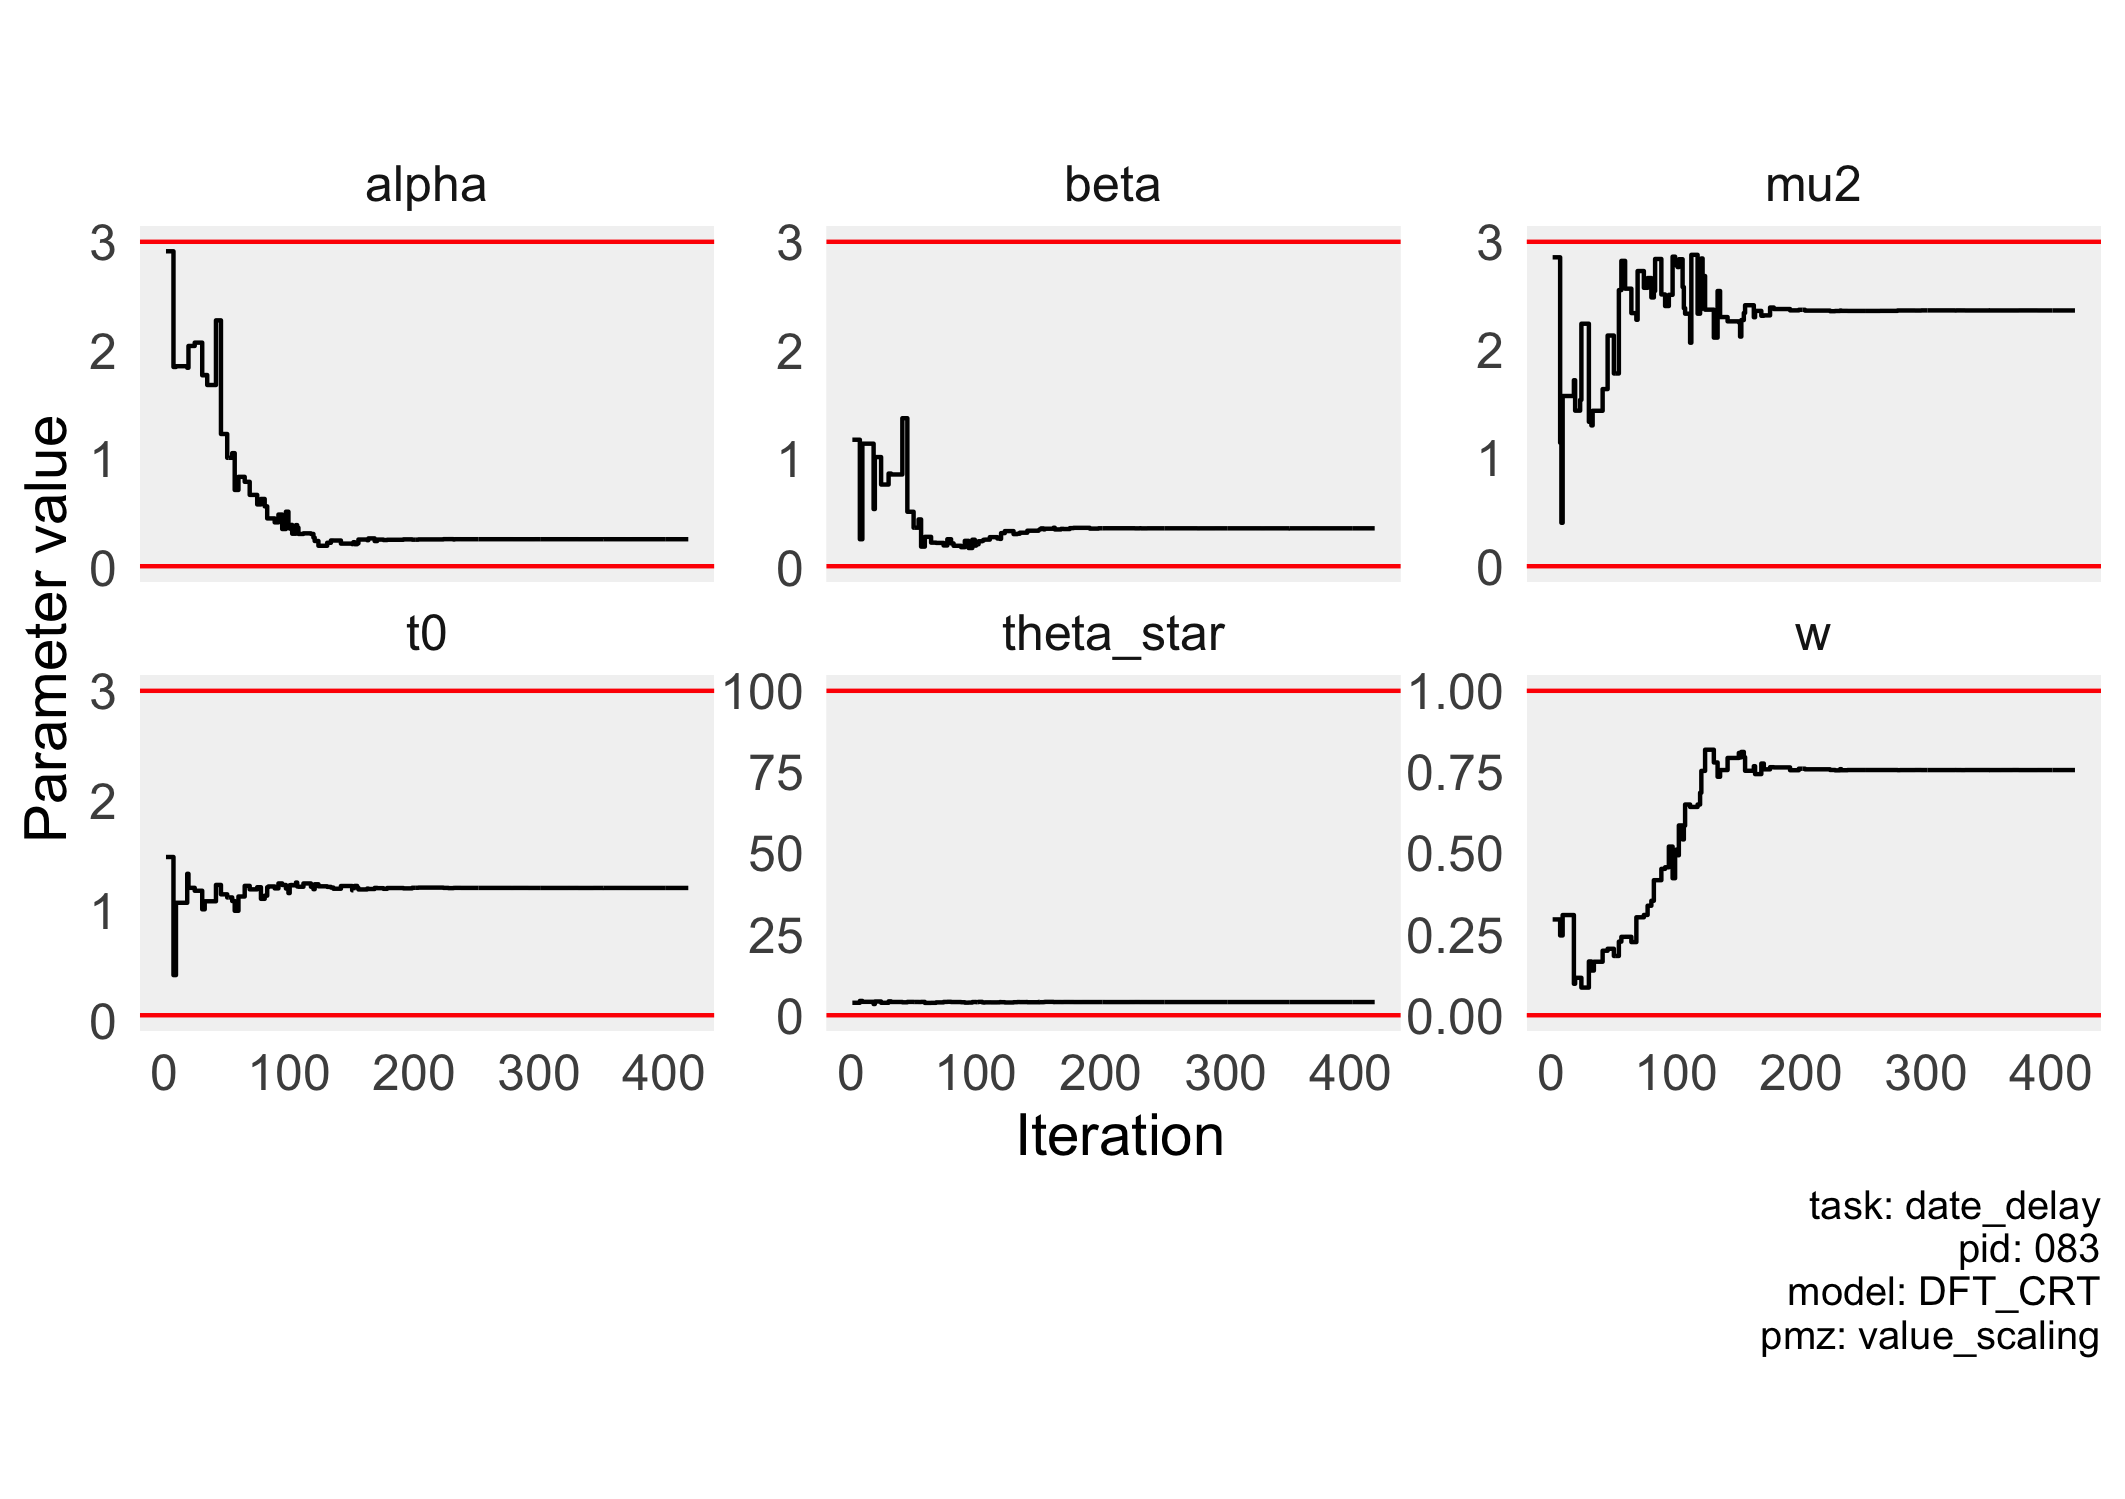 alpha
beta
mu2
3
2
1
0
3
2
1
0
3
2
1
0
t0
theta_star
w
3
2
1
0
100
75
50
25
0
1.00
0.75
0.50
0.25
0.00
0 100 200 300 400
0 100 200 300 400
0 100 200 300 400
Parameter value
Iteration
task: date_delay
pid: 083
model: DFT_CRT
pmz: value_scaling